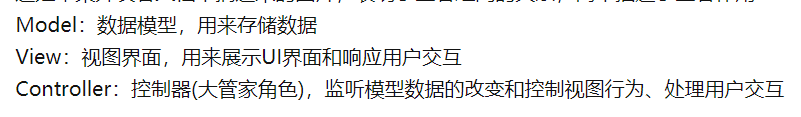 Model：数据模型，用来存储数据
View：视图界面，用来展示UI界面和响应用户交互
Controller：控制器(大管家角色)，监听模型数据的改变和控制视图行为、处理用户交互